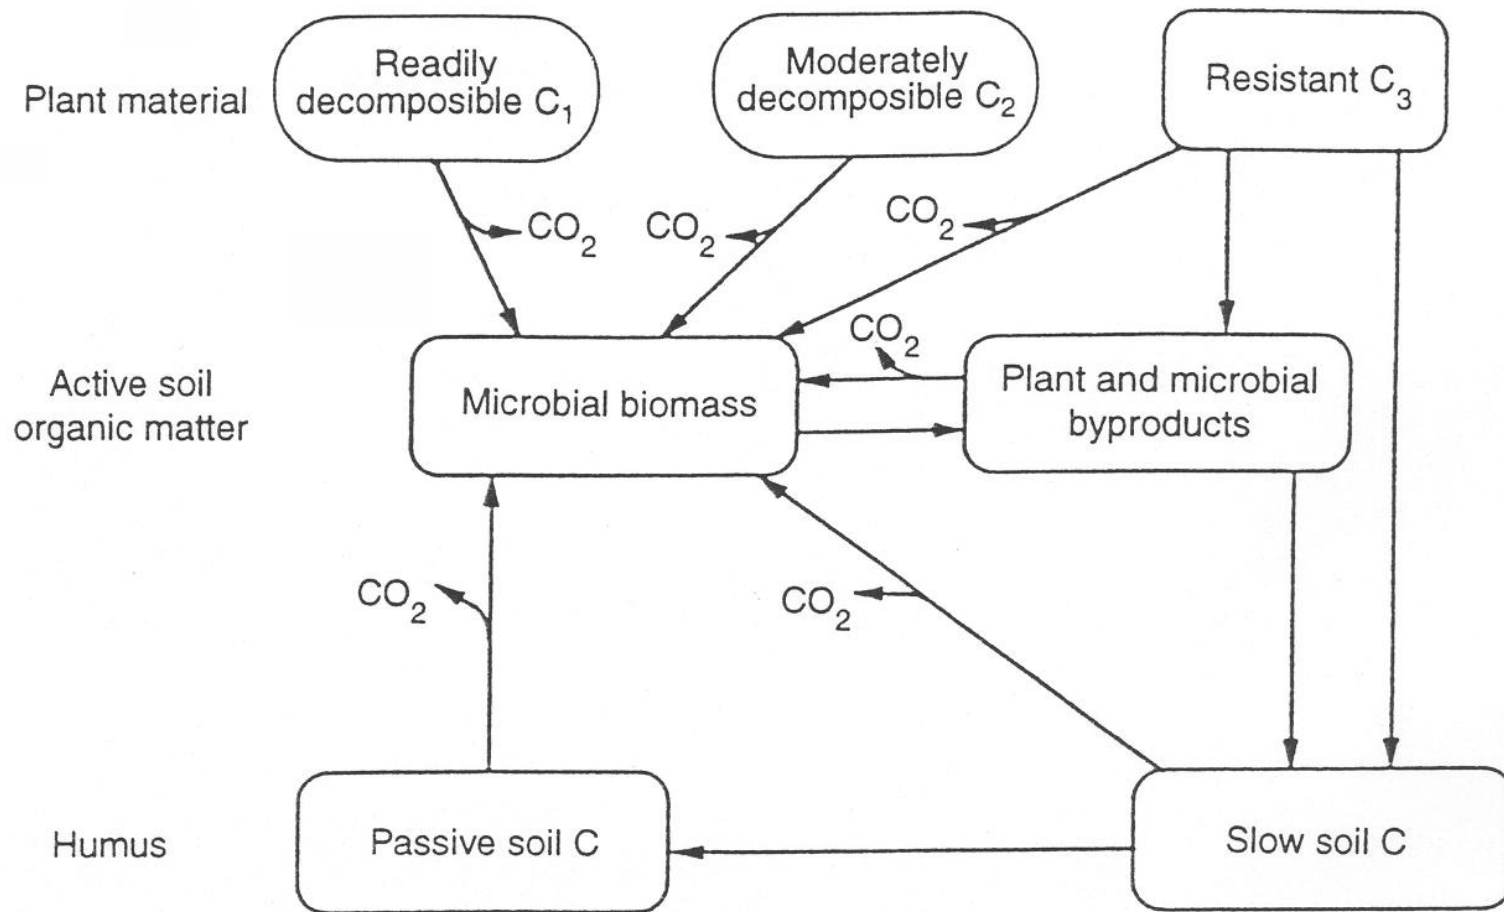 Plant material
Readily
decomposible C₁
Moderately
decomposible C₂
Resistant C₃
CO₂
CO₂
CO₂
CO₂
Active soil
organic matter
Microbial biomass
Plant and microbial
byproducts
CO₂
CO₂
Humus
Passive soil C
Slow soil C